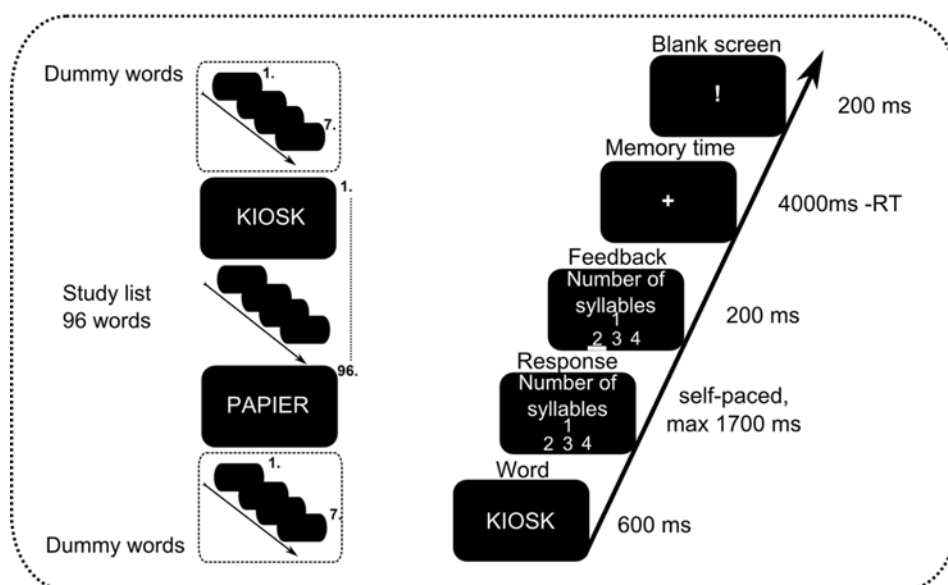 Dummy words
1.
7.
KIOSK
1.
Study list
96 words
96.
PAPIER
1.
7.
Dummy words
Blank screen
!
200 ms
Memory time
+
4000ms -RT
Feedback
Number of
syllables
1
2 3 4
200 ms
Response
Number of
syllables
1
2 3 4
self-paced,
max 1700 ms
Word
KIOSK
600 ms